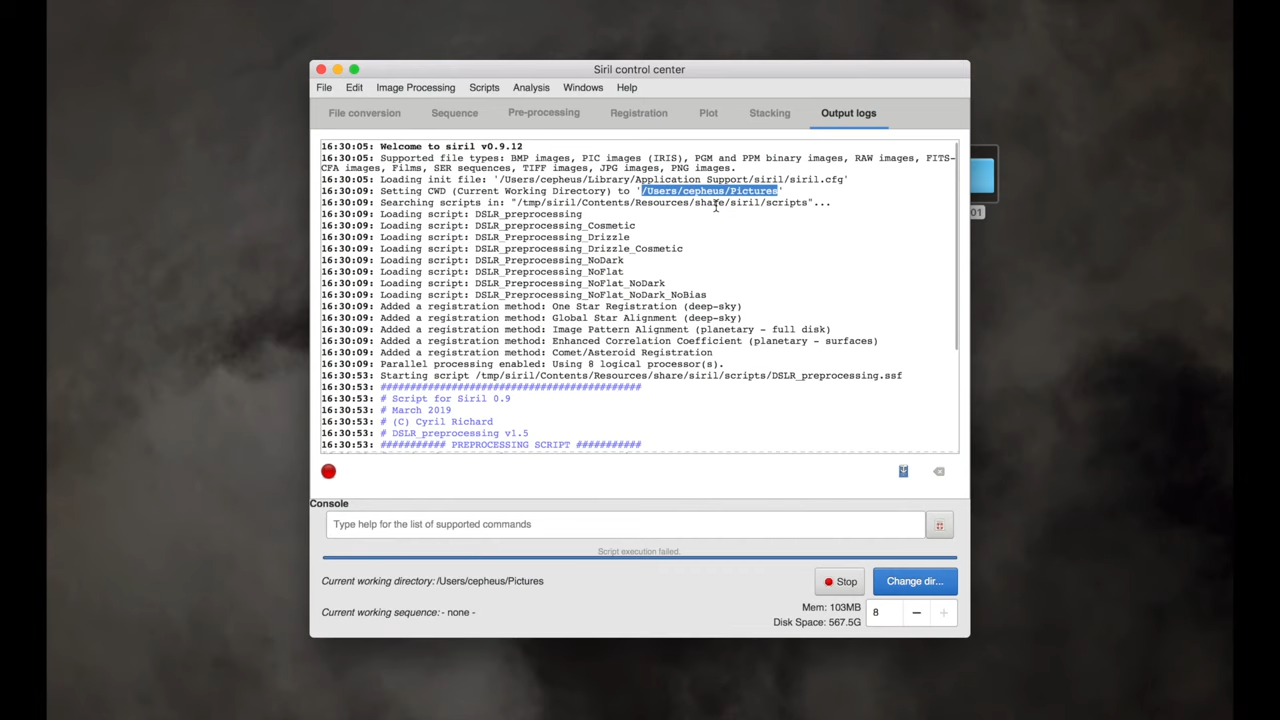 Siril control center
File Edit Image Processing Scripts Analysis Windows Help
File conversion Sequence Pre-processing Registration Plot Stacking Output logs
16:30:05: Welcome to siril v0.9.12
16:30:05: Supported file types: BMP images, PIC images (IRIS), PGM and PPM binary images, RAW images, FITS-
CFA images, Films, SER sequences, TIFF images, JPG images, PNG images.
16:30:05: Loading init file: '/Users/cepheus/Library/Application Support/siril/siril.cfg'
16:30:09: Setting CWD (Current Working Directory) to '/Users/cepheus/Pictures'
16:30:09: Searching scripts in: "/tmp/siril/Contents/Resources/share/siril/scripts"...
16:30:09: Loading script: DSLR_preprocessing
16:30:09: Loading script: DSLR_preprocessing_Cosmetic
16:30:09: Loading script: DSLR_preprocessing_Drizzle
16:30:09: Loading script: DSLR_preprocessing_Drizzle_Cosmetic
16:30:09: Loading script: DSLR_Preprocessing_NoDark
16:30:09: Loading script: DSLR_Preprocessing_NoFlat
16:30:09: Loading script: DSLR_Preprocessing_NoFlat_NoDark
16:30:09: Loading script: DSLR_Preprocessing_NoFlat_NoDark_NoBias
16:30:09: Added a registration method: One Star Registration (deep-sky)
16:30:09: Added a registration method: Global Star Alignment (deep-sky)
16:30:09: Added a registration method: Image Pattern Alignment (planetary - full disk)
16:30:09: Added a registration method: Enhanced Correlation Coefficient (planetary - surfaces)
16:30:09: Added a registration method: Comet/Asteroid Registration
16:30:09: Parallel processing enabled: Using 8 logical processor(s).
16:30:53: Starting script /tmp/siril/Contents/Resources/share/siril/scripts/DSLR_preprocessing.ssf
16:30:53: ############################################
16:30:53: # Script for Siril 0.9
16:30:53: # March 2019
16:30:53: # (C) Cyril Richard
16:30:53: # DSLR_preprocessing v1.5
16:30:53: ########### PREPROCESSING SCRIPT ###########
01
Console
Type help for the list of supported commands
Script execution failed.
Current working directory: /Users/cepheus/Pictures
Stop
Change dir...
Current working sequence: - none -
Mem: 103MB
Disk Space: 567.5G
8